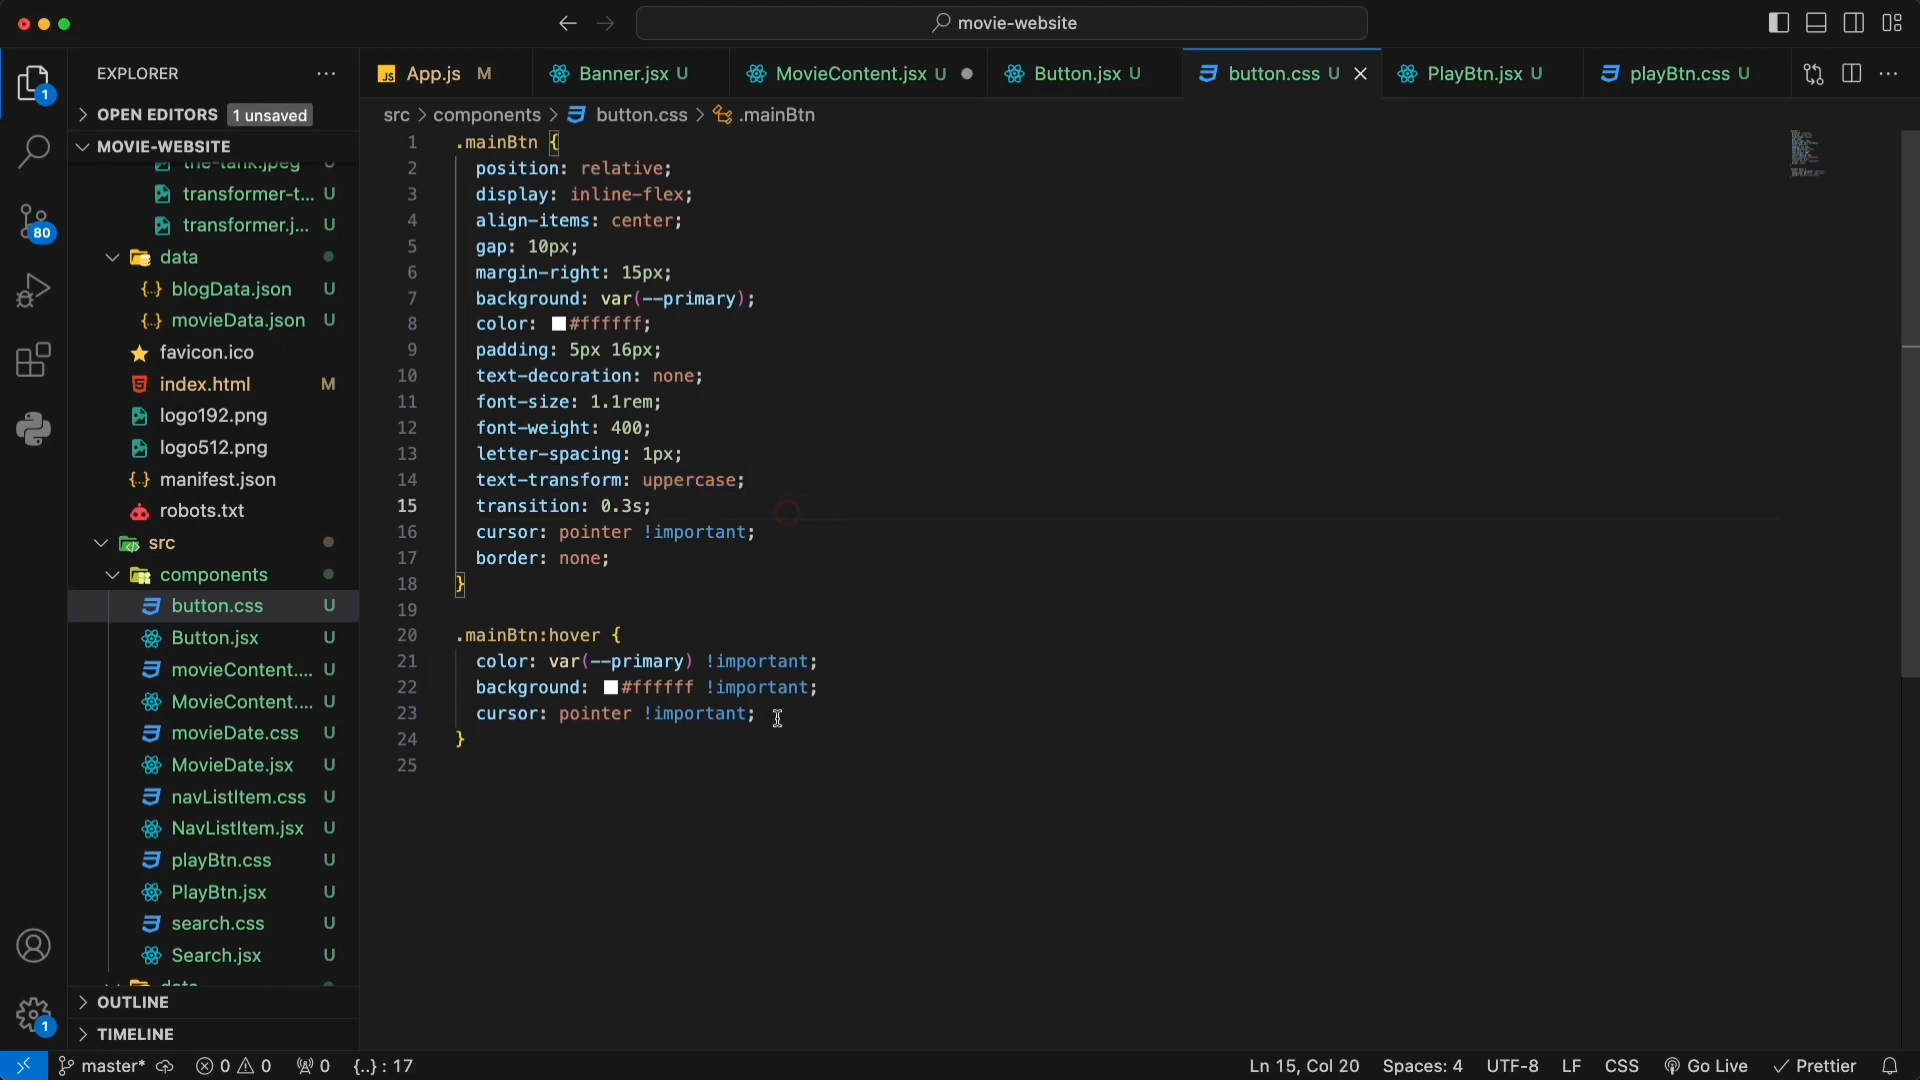 movie-website
EXPLORER
OPEN EDITORS 1 unsaved
MOVIE-WEBSITE
the-tank.jpeg U
transformer-t... U
transformer.j... U
data
blogData.json U
movieData.json U
favicon.ico
index.html M
logo192.png
logo512.png
manifest.json
robots.txt
src
components
button.css U
Button.jsx U
movieContent.... U
MovieContent.... U
movieDate.css U
MovieDate.jsx U
navListItem.css U
NavListItem.jsx U
playBtn.css U
PlayBtn.jsx U
search.css U
Search.jsx U
data
OUTLINE
TIMELINE
1
80
1
JS App.js M
Banner.jsx U
MovieContent.jsx U
Button.jsx U
button.css U
PlayBtn.jsx U
playBtn.css U
src > components > button.css > .mainBtn
1 .mainBtn {
2 position: relative;
3 display: inline-flex;
4 align-items: center;
5 gap: 10px;
6 margin-right: 15px;
7 background: var(--primary);
8 color: #ffffff;
9 padding: 5px 16px;
10 text-decoration: none;
11 font-size: 1.1rem;
12 font-weight: 400;
13 letter-spacing: 1px;
14 text-transform: uppercase;
15 transition: 0.3s;
16 cursor: pointer !important;
17 border: none;
18 }
19
20 .mainBtn:hover {
21 color: var(--primary) !important;
22 background: #ffffff !important;
23 cursor: pointer !important;
24 }
25
master* 0 0 0 {..} : 17 Ln 15, Col 20 Spaces: 4 UTF-8 LF CSS Go Live Prettier